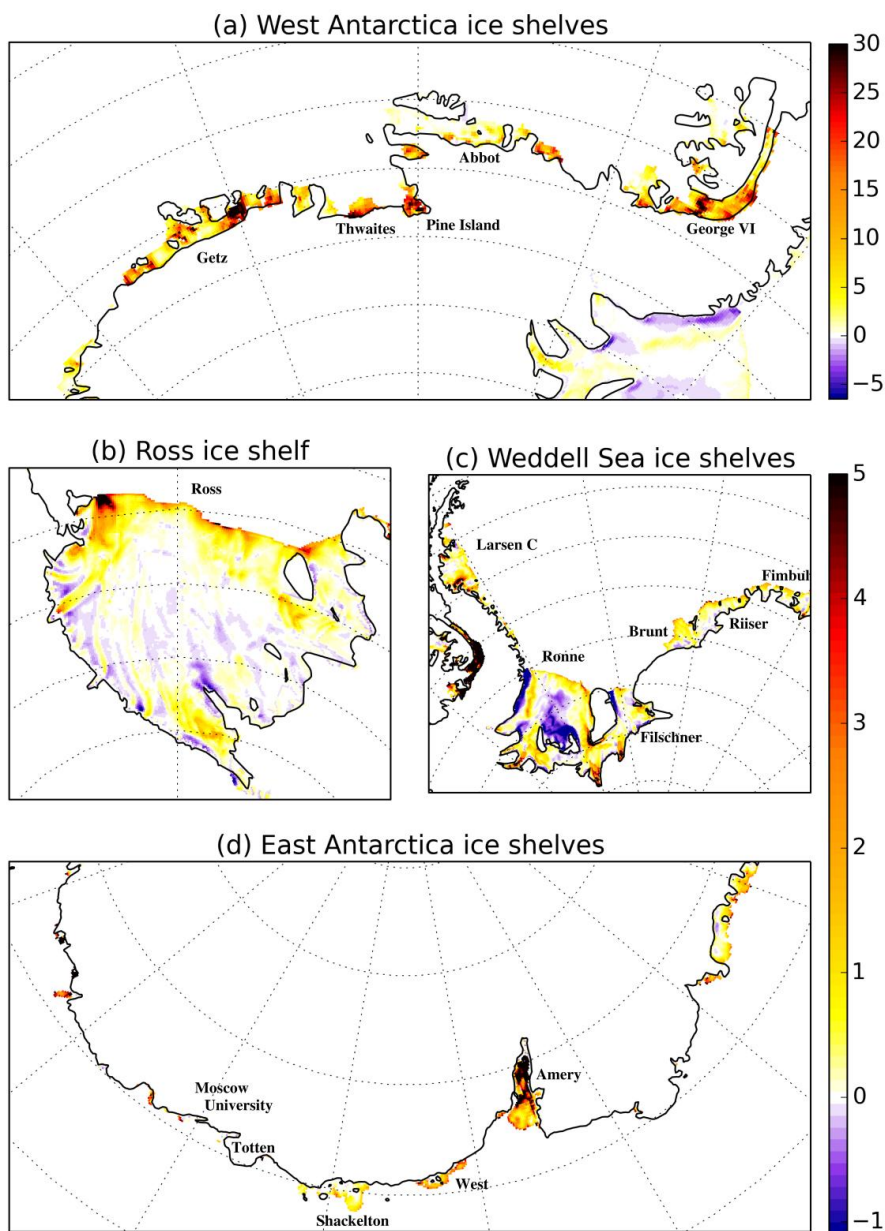 (a) West Antarctica ice shelves
30
25
20
15
10
5
0
−5
Abbot
Thwaites
Pine Island
George VI
Getz
(b) Ross ice shelf
Ross
(c) Weddell Sea ice shelves
Larsen C
Fimbul
Brunt
Riiser
Ronne
Filschner
5
4
3
2
1
0
−1
(d) East Antarctica ice shelves
Amery
Moscow
University
Totten
West
Shackelton